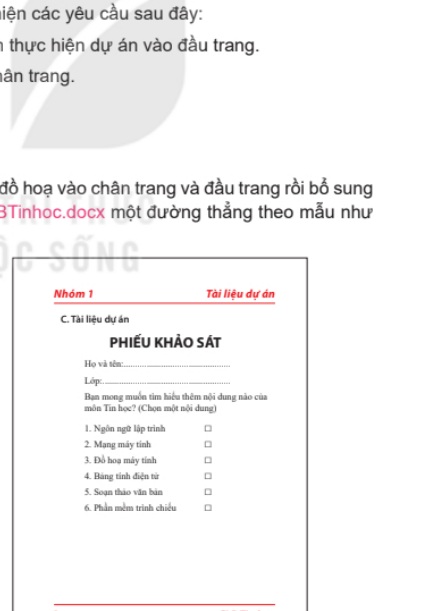 hiện các yêu cầu sau đây:
thực hiện dự án vào đầu trang.
chân trang.
đồ hoạ vào chân trang và đầu trang rồi bổ sung
BTinhoc.docx một đường thẳng theo mẫu như
SỐNG
Nhóm 1 Tài liệu dự án
C. Tài liệu dự án
PHIẾU KHẢO SÁT
Họ và tên:
Lớp:
Bạn mong muốn tìm hiểu thêm nội dung nào của
môn Tin học? (Chọn một nội dung)
1. Ngôn ngữ lập trình ☐
2. Mạng máy tính ☐
3. Đồ hoạ máy tính ☐
4. Bảng tính điện tử ☐
5. Soạn thảo văn bản ☐
6. Phần mềm trình chiếu ☐